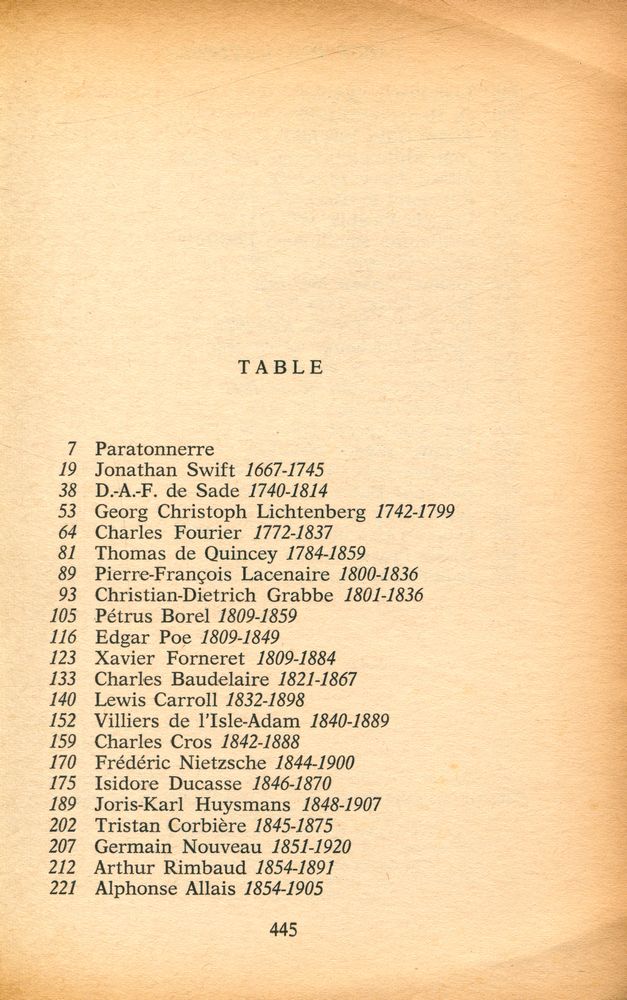 TABLE
7 Paratonnerre
19 Jonathan Swift 1667-1745
38 D.-A.-F. de Sade 1740-1814
53 Georg Christoph Lichtenberg 1742-1799
64 Charles Fourier 1772-1837
81 Thomas de Quincey 1784-1859
89 Pierre-François Lacenaire 1800-1836
93 Christian-Dietrich Grabbe 1801-1836
105 Pétrus Borel 1809-1859
116 Edgar Poe 1809-1849
123 Xavier Forneret 1809-1884
133 Charles Baudelaire 1821-1867
140 Lewis Carroll 1832-1898
152 Villiers de l'Isle-Adam 1840-1889
159 Charles Cros 1842-1888
170 Frédéric Nietzsche 1844-1900
175 Isidore Ducasse 1846-1870
189 Joris-Karl Huysmans 1848-1907
202 Tristan Corbière 1845-1875
207 Germain Nouveau 1851-1920
212 Arthur Rimbaud 1854-1891
221 Alphonse Allais 1854-1905
445